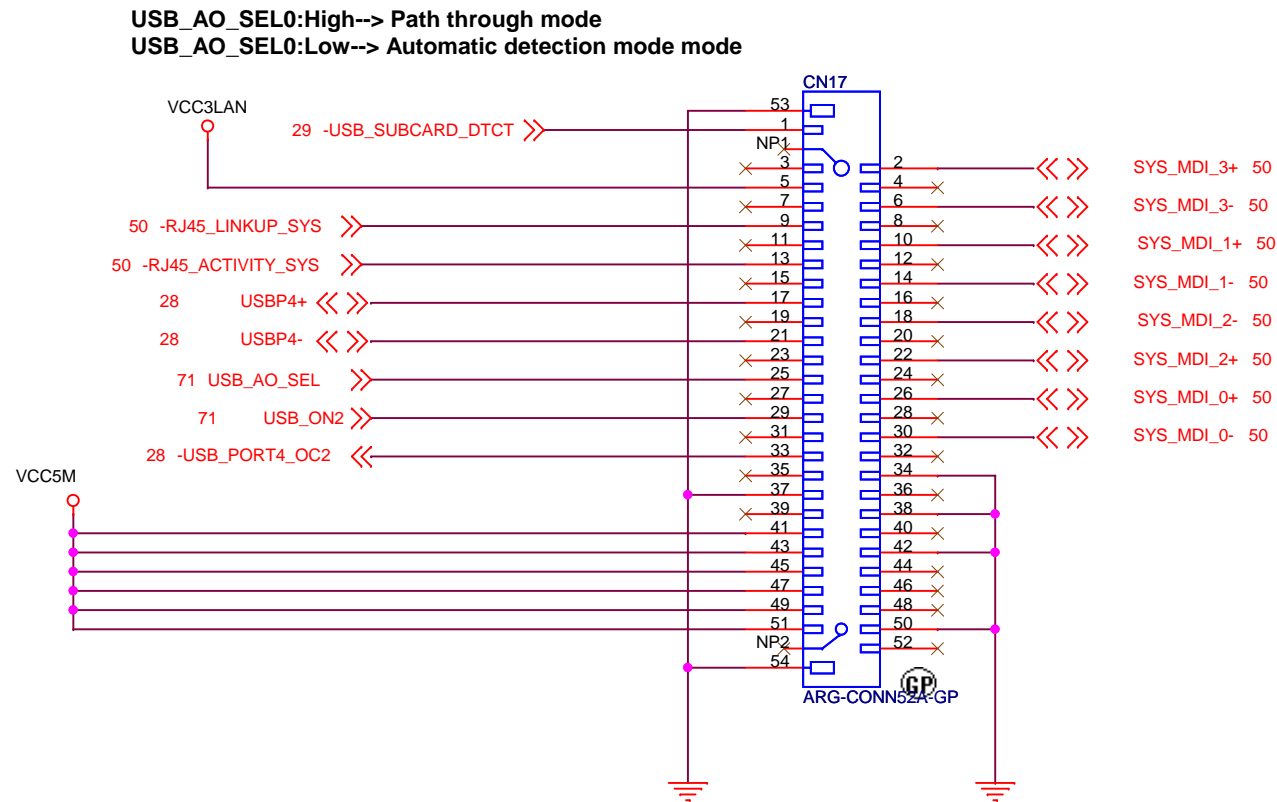 USB_AO_SEL0:High--> Path through mode
USB_AO_SEL0:Low--> Automatic detection mode mode
CN17
VCC3LAN
53
29 -USB_SUBCARD_DTCT
1
NP1
3
2
SYS_MDI_3+ 50
5
4
7
6
SYS_MDI_3- 50
50 -RJ45_LINKUP_SYS
9
8
11
10
SYS_MDI_1+ 50
50 -RJ45_ACTIVITY_SYS
13
12
15
14
SYS_MDI_1- 50
28 USBP4+
17
16
19
18
SYS_MDI_2- 50
28 USBP4-
21
20
23
22
SYS_MDI_2+ 50
71 USB_AO_SEL
25
24
27
26
SYS_MDI_0+ 50
71 USB_ON2
29
28
31
30
SYS_MDI_0- 50
28 -USB_PORT4_OC2
33
32
35
34
VCC5M
37
36
39
38
41
40
43
42
45
44
47
46
49
48
51
50
NP2
52
54
GP
ARG-CONN52A-GP